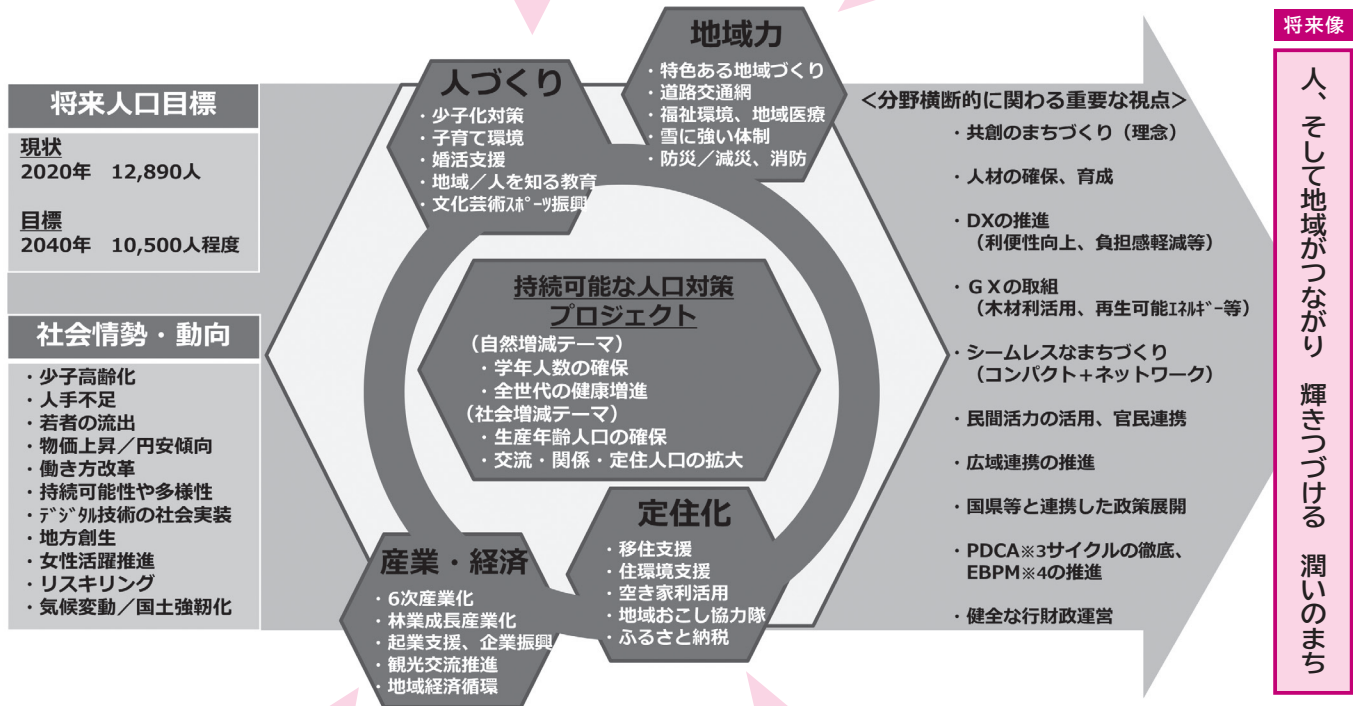 将来人口目標
現状
2020年 12,890人
目標
2040年 10,500人程度
社会情勢・動向
・少子高齢化
・人手不足
・若者の流出
・物価上昇／円安傾向
・働き方改革
・持続可能性や多様性
・ﾃﾞｼﾞﾀﾙ技術の社会実装
・地方創生
・女性活躍推進
・リスキリング
・気候変動／国土強靭化
人づくり
・少子化対策
・子育て環境
・婚活支援
・地域／人を知る教育
・文化芸術ｽﾎﾟｰﾂ振興
地域力
・特色ある地域づくり
・道路交通網
・福祉環境、地域医療
・雪に強い体制
・防災／減災、消防
持続可能な人口対策
プロジェクト
（自然増減テーマ）
・学年人数の確保
・全世代の健康増進
（社会増減テーマ）
・生産年齢人口の確保
・交流・関係・定住人口の拡大
産業・経済
・6次産業化
・林業成長産業化
・起業支援、企業振興
・観光交流推進
・地域経済循環
定住化
・移住支援
・住環境支援
・空き家利活用
・地域おこし協力隊
・ふるさと納税
＜分野横断的に関わる重要な視点＞
・共創のまちづくり（理念）
・人材の確保、育成
・DXの推進
（利便性向上、負担感軽減等）
・ＧＸの取組
（木材利活用、再生可能ｴﾈﾙｷﾞｰ等）
・シームレスなまちづくり
（コンパクト＋ネットワーク）
・民間活力の活用、官民連携
・広域連携の推進
・国県等と連携した政策展開
・PDCA※3サイクルの徹底、
EBPM※4の推進
・健全な行財政運営
将来像
人、そして地域がつながり 輝きつづける 潤いのまち